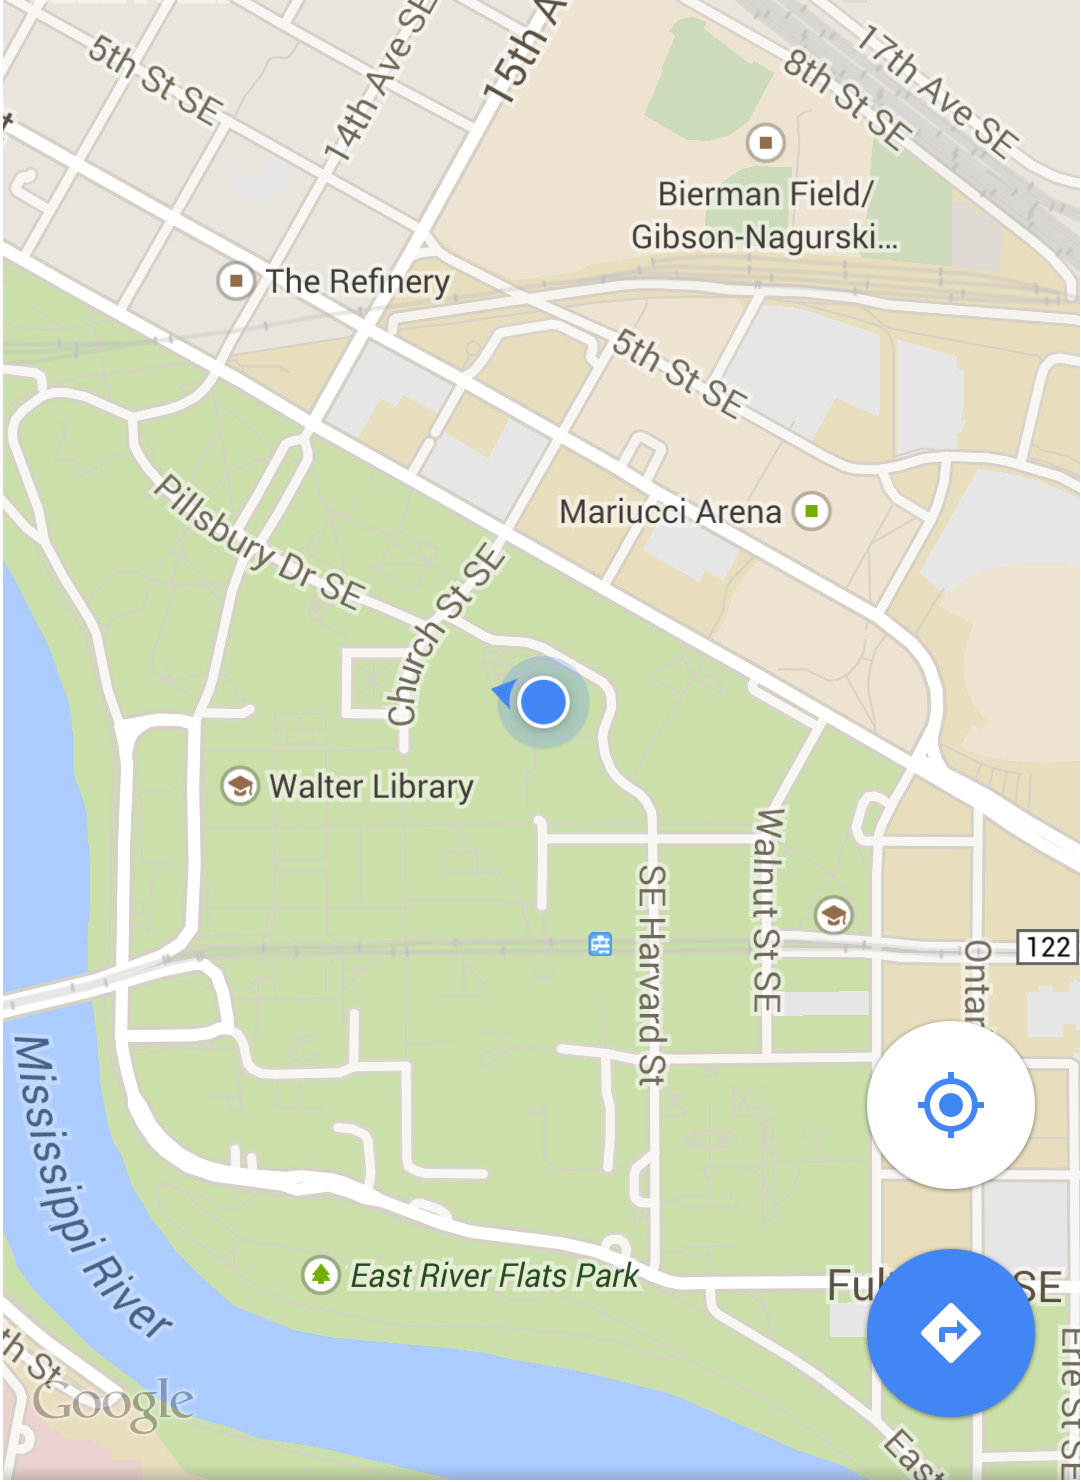 5th St SE
14th Ave SE
15th A
17th Ave SE
8th St SE
Bierman Field/
Gibson-Nagurski...
The Refinery
5th St SE
Mariucci Arena
Pillsbury Dr SE
Church St SE
Walter Library
SE Harvard St
Walnut St SE
122
Ontar
Mississippi River
East River Flats Park
Ful
SE
th St
Google
Erie St SE
East